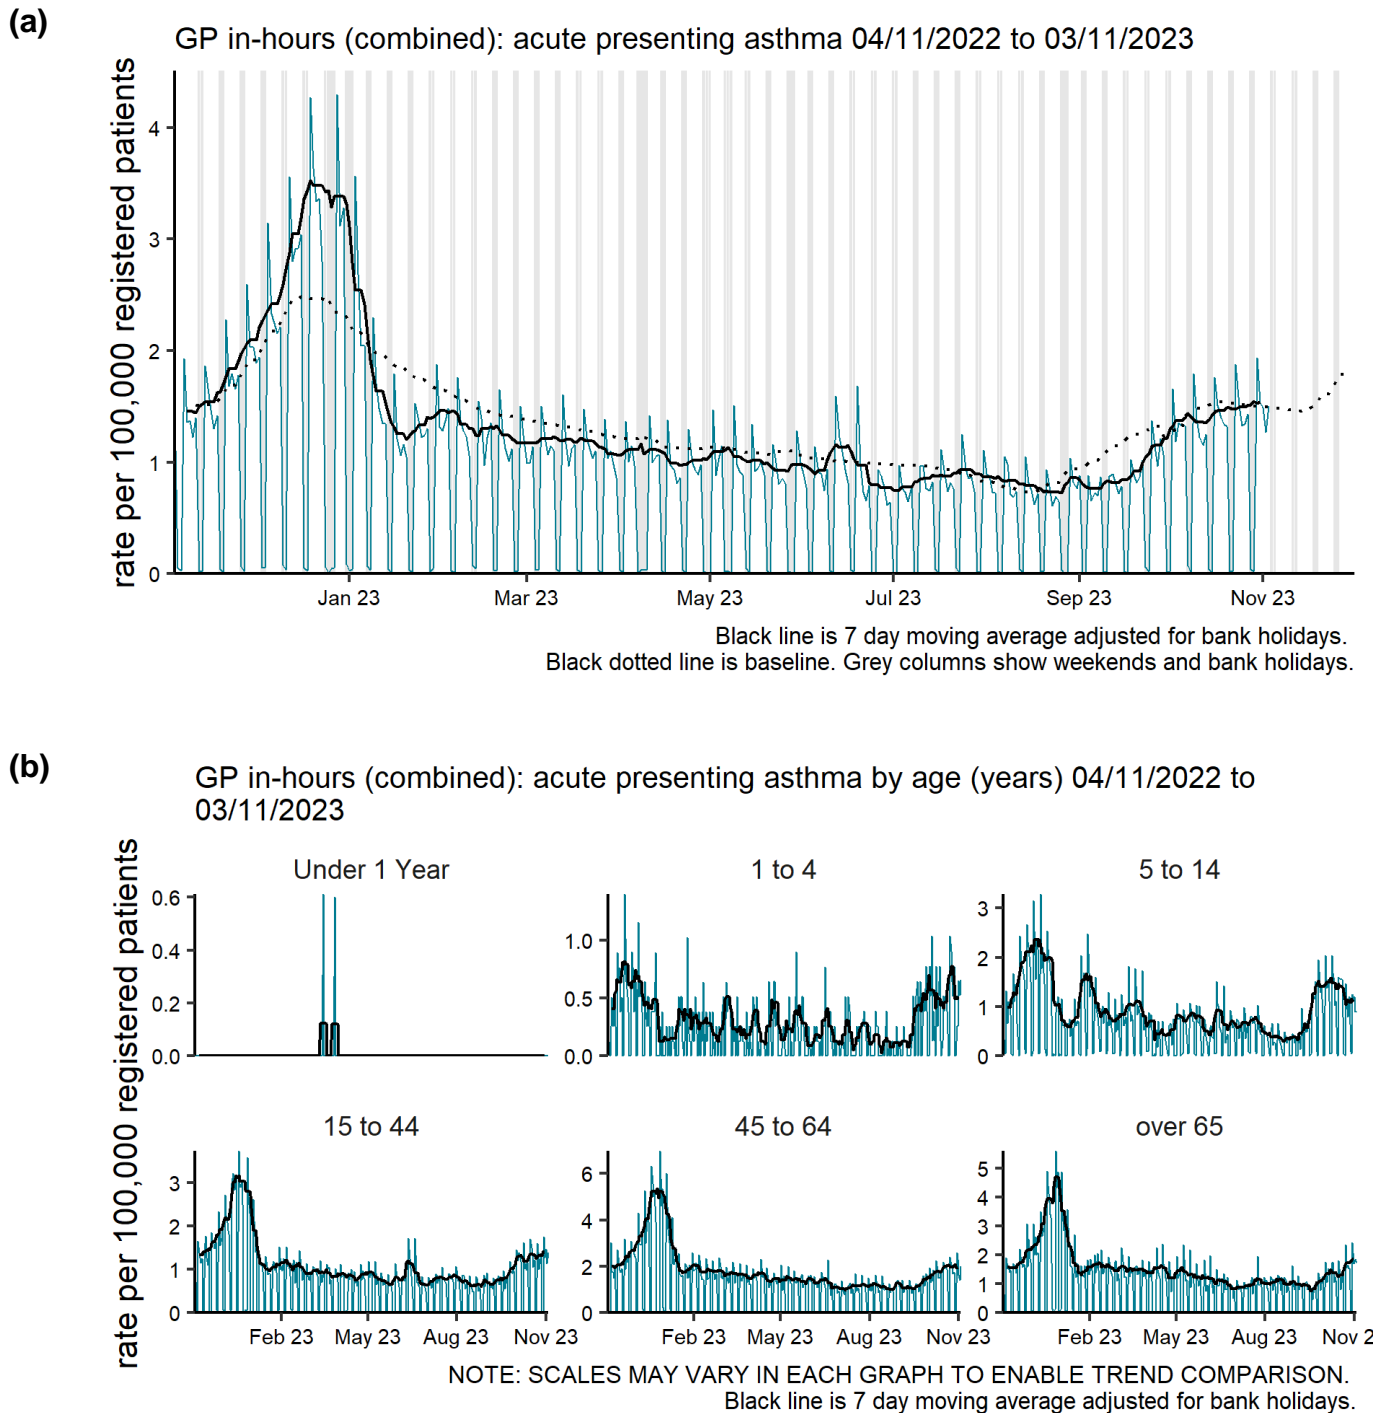 (a)
GP in-hours (combined): acute presenting asthma 04/11/2022 to 03/11/2023
rate per 100,000 registered patients
4
3
2
1
0
Jan 23 Mar 23 May 23 Jul 23 Sep 23 Nov 23
Black line is 7 day moving average adjusted for bank holidays.
Black dotted line is baseline. Grey columns show weekends and bank holidays.
(b)
GP in-hours (combined): acute presenting asthma by age (years) 04/11/2022 to
03/11/2023
rate per 100,000 registered patients
Under 1 Year
0.6
0.4
0.2
0.0
1 to 4
1.0
0.5
0.0
5 to 14
3
2
1
0
15 to 44
3
2
1
0
Feb 23 May 23 Aug 23 Nov 23
45 to 64
6
4
2
0
Feb 23 May 23 Aug 23 Nov 23
over 65
5
4
3
2
1
0
Feb 23 May 23 Aug 23 Nov 2
NOTE: SCALES MAY VARY IN EACH GRAPH TO ENABLE TREND COMPARISON.
Black line is 7 day moving average adjusted for bank holidays.